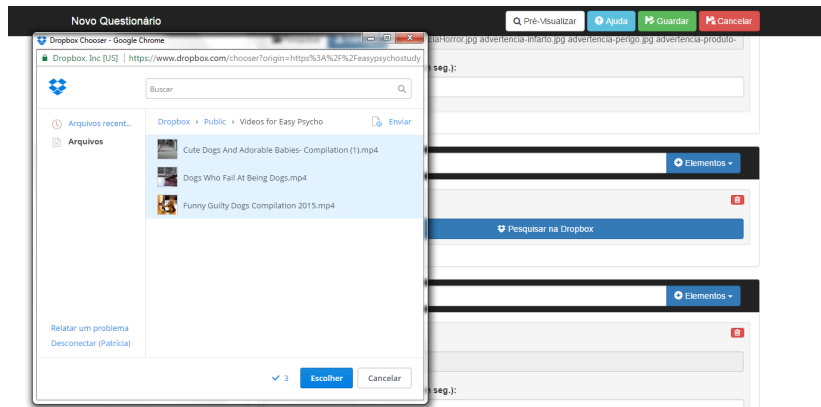 Novo Questionário
Pré-Visualizar
Ajuda
Guardar
Cancelar
Dropbox Chooser - Google Chrome
Dropbox, Inc [US] | https://www.dropbox.com/chooser?origin=https%3A%2F%2Feasypsychostudy
ciaHorror.jpg advertencia-infarto.jpg advertencia-perigo.jpg advertencia-produto-
seg.):
Buscar
Arquivos recent...
Arquivos
Dropbox › Public › Videos for Easy Psycho
Enviar
Cute Dogs And Adorable Babies- Compilation (1).mp4
Dogs Who Fail At Being Dogs.mp4
Funny Guilty Dogs Compilation 2015.mp4
Elementos
Pesquisar na Dropbox
Elementos
Relatar um problema
Desconectar (Patrícia)
3
Escolher
Cancelar
seg.):